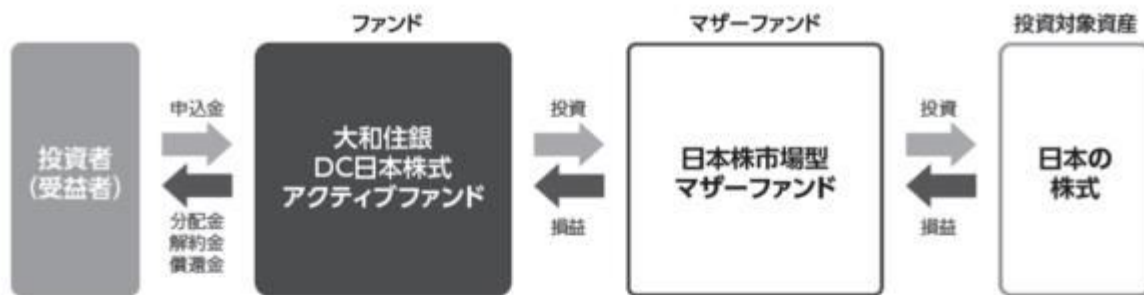 ファンド
マザーファンド
投資対象資産
投資者
(受益者)
申込金
分配金
解約金
償還金
大和住銀
DC日本株式
アクティブファンド
投資
損益
日本株市場型
マザーファンド
投資
損益
日本の
株式